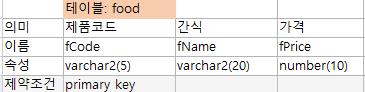 테이블: food
의미 제품코드 간식 가격
이름 fCode fName fPrice
속성 varchar2(5) varchar2(20) number(10)
제약조건 primary key